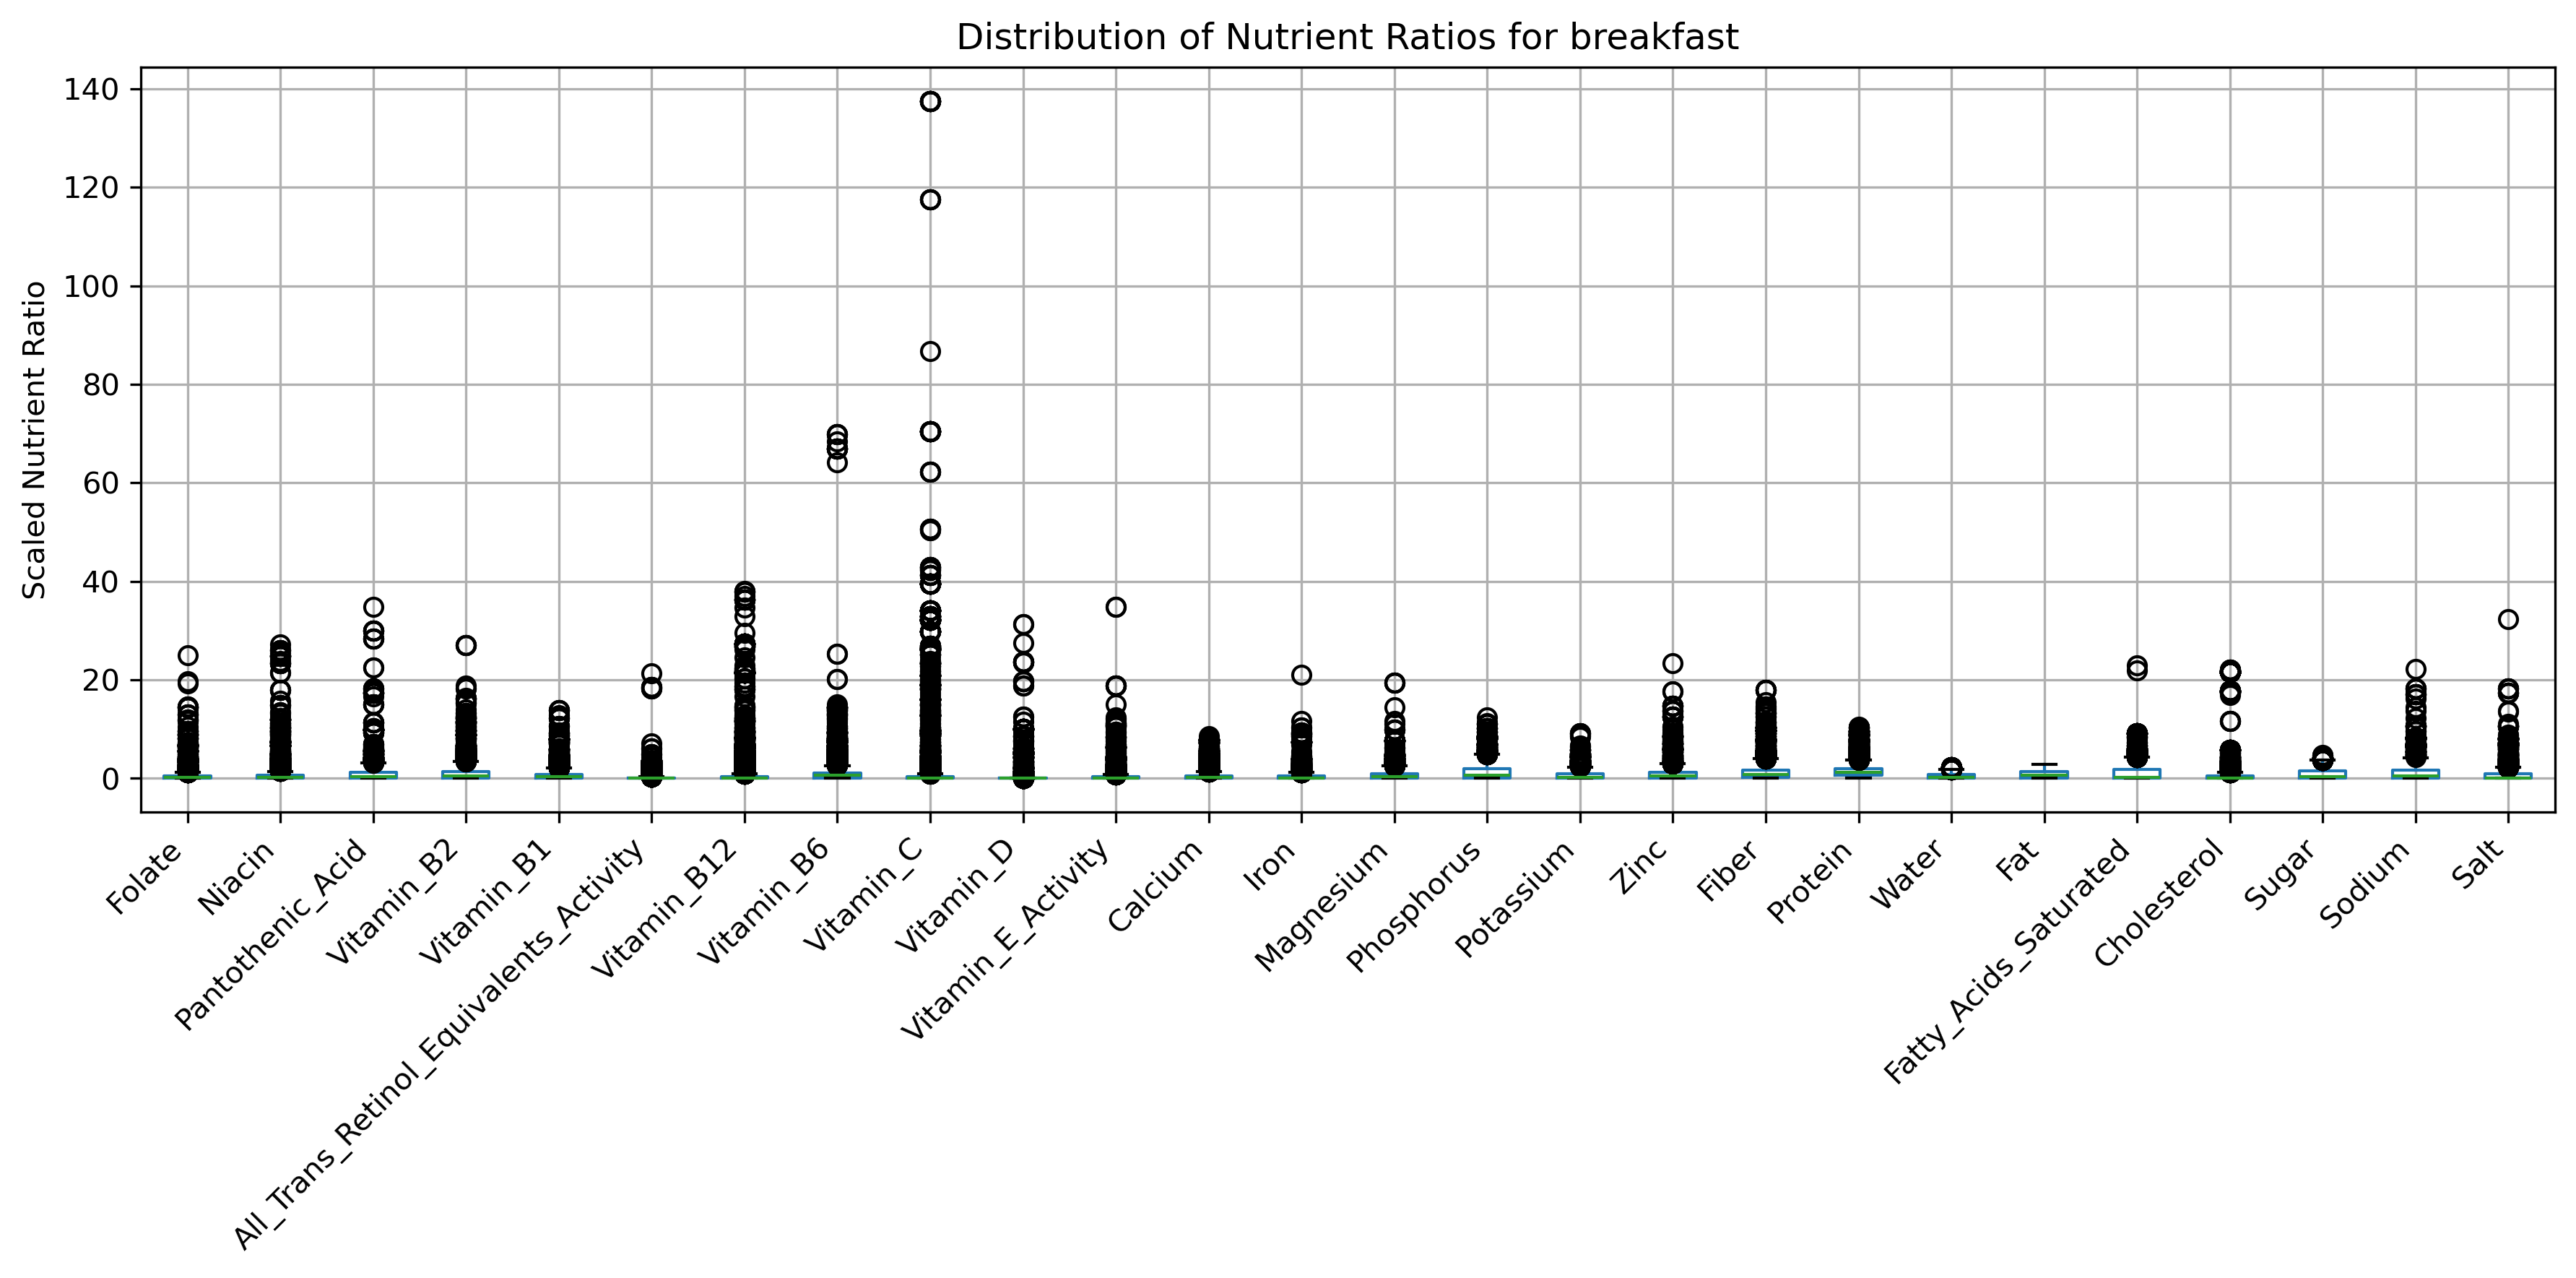 Distribution of Nutrient Ratios for breakfast
Scaled Nutrient Ratio
140
120
100
80
60
40
20
0
Folate
Niacin
Pantothenic_Acid
Vitamin_B2
Vitamin_B1
All_Trans_Retinol_Equivalents_Activity
Vitamin_B12
Vitamin_B6
Vitamin_C
Vitamin_D
Vitamin_E_Activity
Calcium
Iron
Magnesium
Phosphorus
Potassium
Zinc
Fiber
Protein
Water
Fat
Fatty_Acids_Saturated
Cholesterol
Sugar
Sodium
Salt